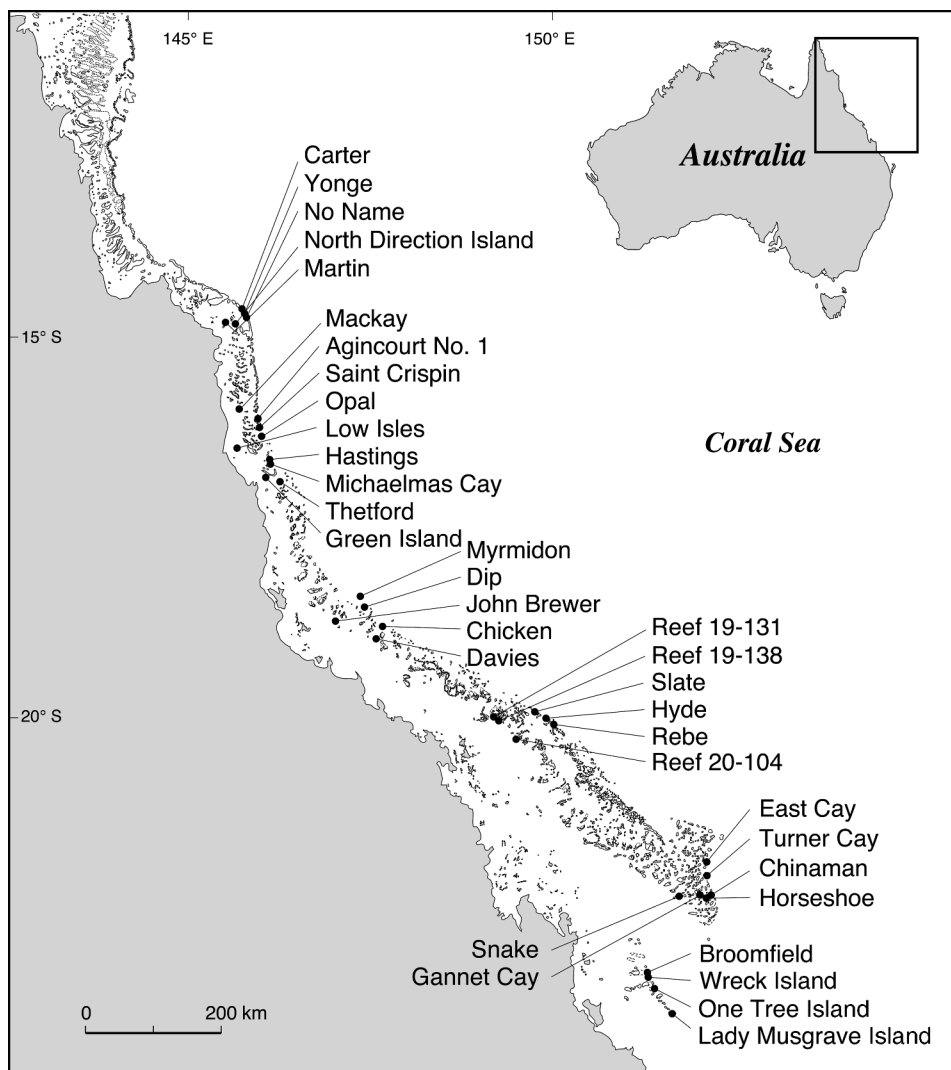 145° E
150° E
Australia
Carter
Yonge
No Name
North Direction Island
Martin
15° S
Mackay
Agincourt No. 1
Saint Crispin
Opal
Low Isles
Hastings
Michaelmas Cay
Thetford
Green Island
Coral Sea
Myrmidon
Dip
John Brewer
Chicken
Davies
Reef 19-131
Reef 19-138
Slate
Hyde
Rebe
Reef 20-104
20° S
East Cay
Turner Cay
Chinaman
Horseshoe
Snake
Gannet Cay
Broomfield
Wreck Island
One Tree Island
Lady Musgrave Island
0 200 km